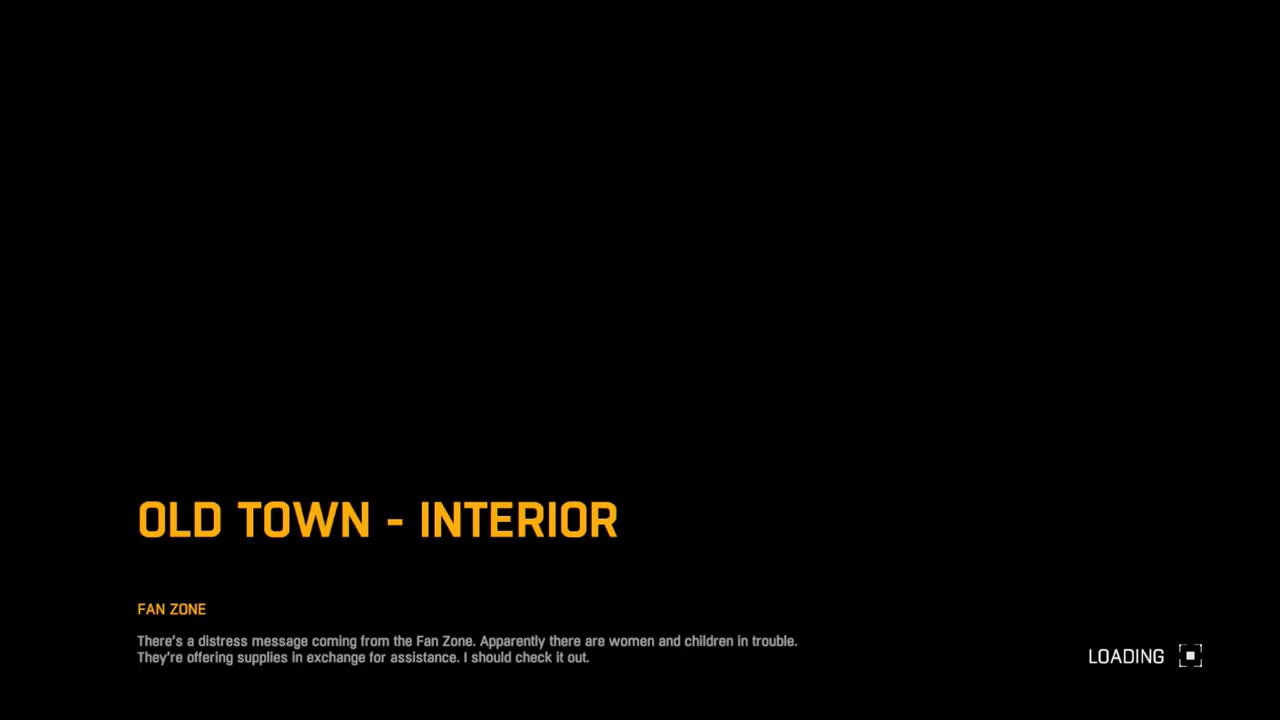 OLD TOWN - INTERIOR
FAN ZONE
There's a distress message coming from the Fan Zone. Apparently there are women and children in trouble.
They're offering supplies in exchange for assistance. I should check it out.
LOADING